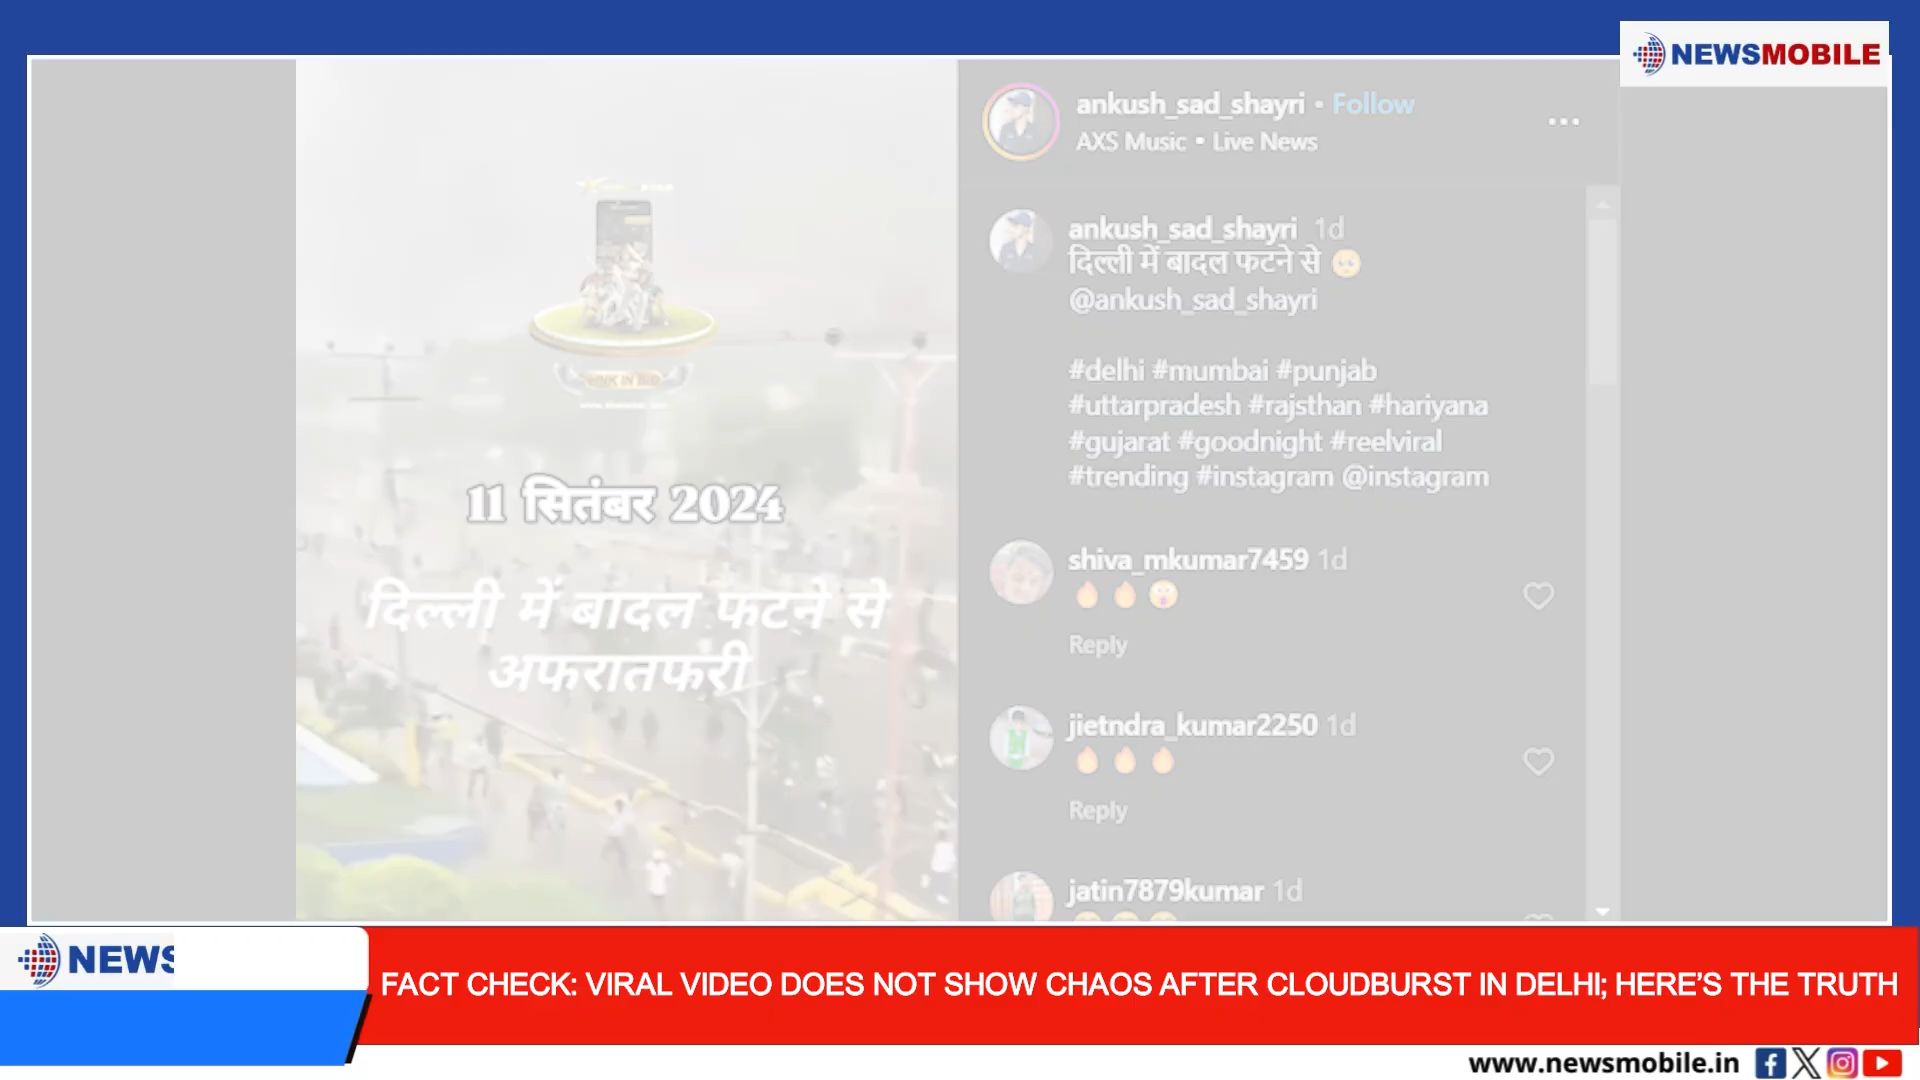 NEWSMOBILE
ankush_sad_shayri • Follow
AXS Music • Live News
ankush_sad_shayri 1d
दिल्ली में बादल फटने से 🥺
@ankush_sad_shayri
#delhi #mumbai #punjab
#uttarpradesh #rajsthan #hariyana
#gujarat #goodnight #reelviral
#trending #instagram @instagram
shiva_mkumar7459 1d
Reply
jietndra_kumar2250 1d
Reply
jatin7879kumar 1d
LINK IN BIO
11 सितंबर 2024
दिल्ली में बादल फटने से
अफरातफरी
NEWS
FACT CHECK: VIRAL VIDEO DOES NOT SHOW CHAOS AFTER CLOUDBURST IN DELHI; HERE'S THE TRUTH
www.newsmobile.in